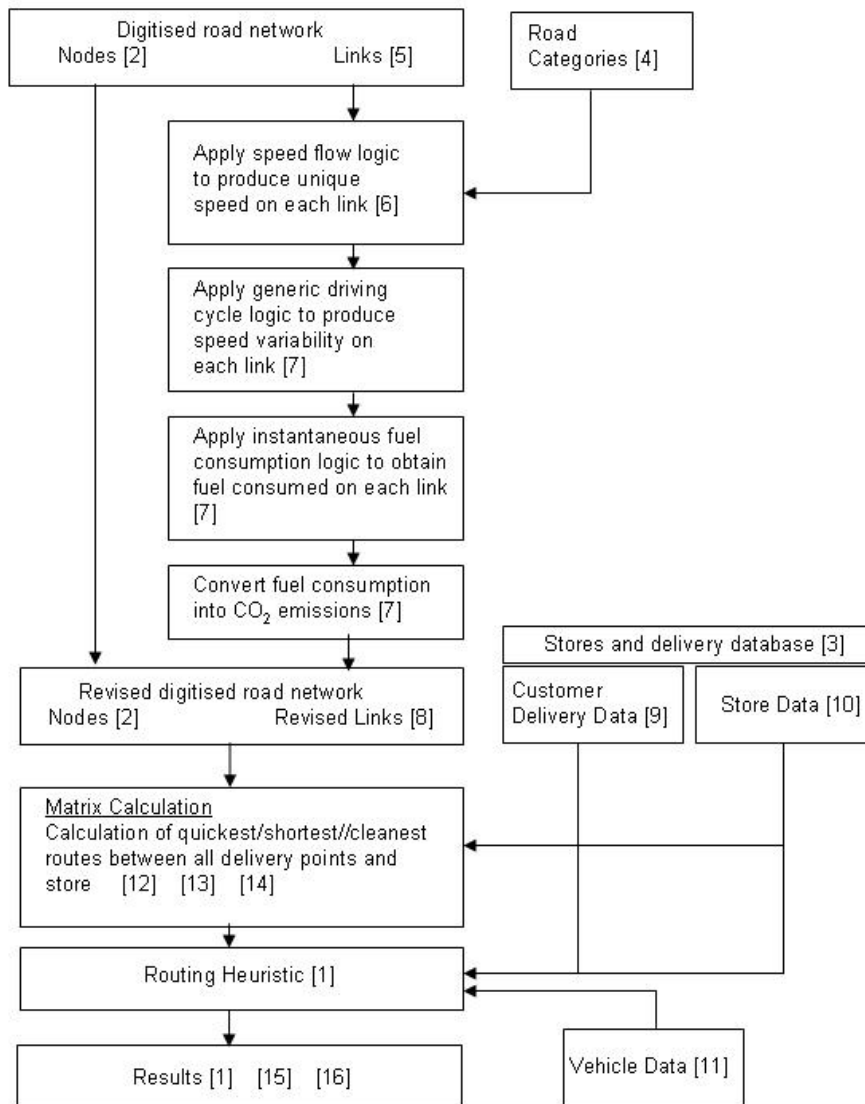 Digitised road network
Nodes [2] Links [5]
Road
Categories [4]
Apply speed flow logic
to produce unique
speed on each link [6]
Apply generic driving
cycle logic to produce
speed variability on
each link [7]
Apply instantaneous fuel
consumption logic to obtain
fuel consumed on each link
[7]
Convert fuel consumption
into CO₂ emissions [7]
Stores and delivery database [3]
Customer
Delivery Data [9]
Store Data [10]
Revised digitised road network
Nodes [2] Revised Links [8]
Matrix Calculation
Calculation of quickest/shortest//cleanest
routes between all delivery points and
store [12] [13] [14]
Routing Heuristic [1]
Vehicle Data [11]
Results [1] [15] [16]